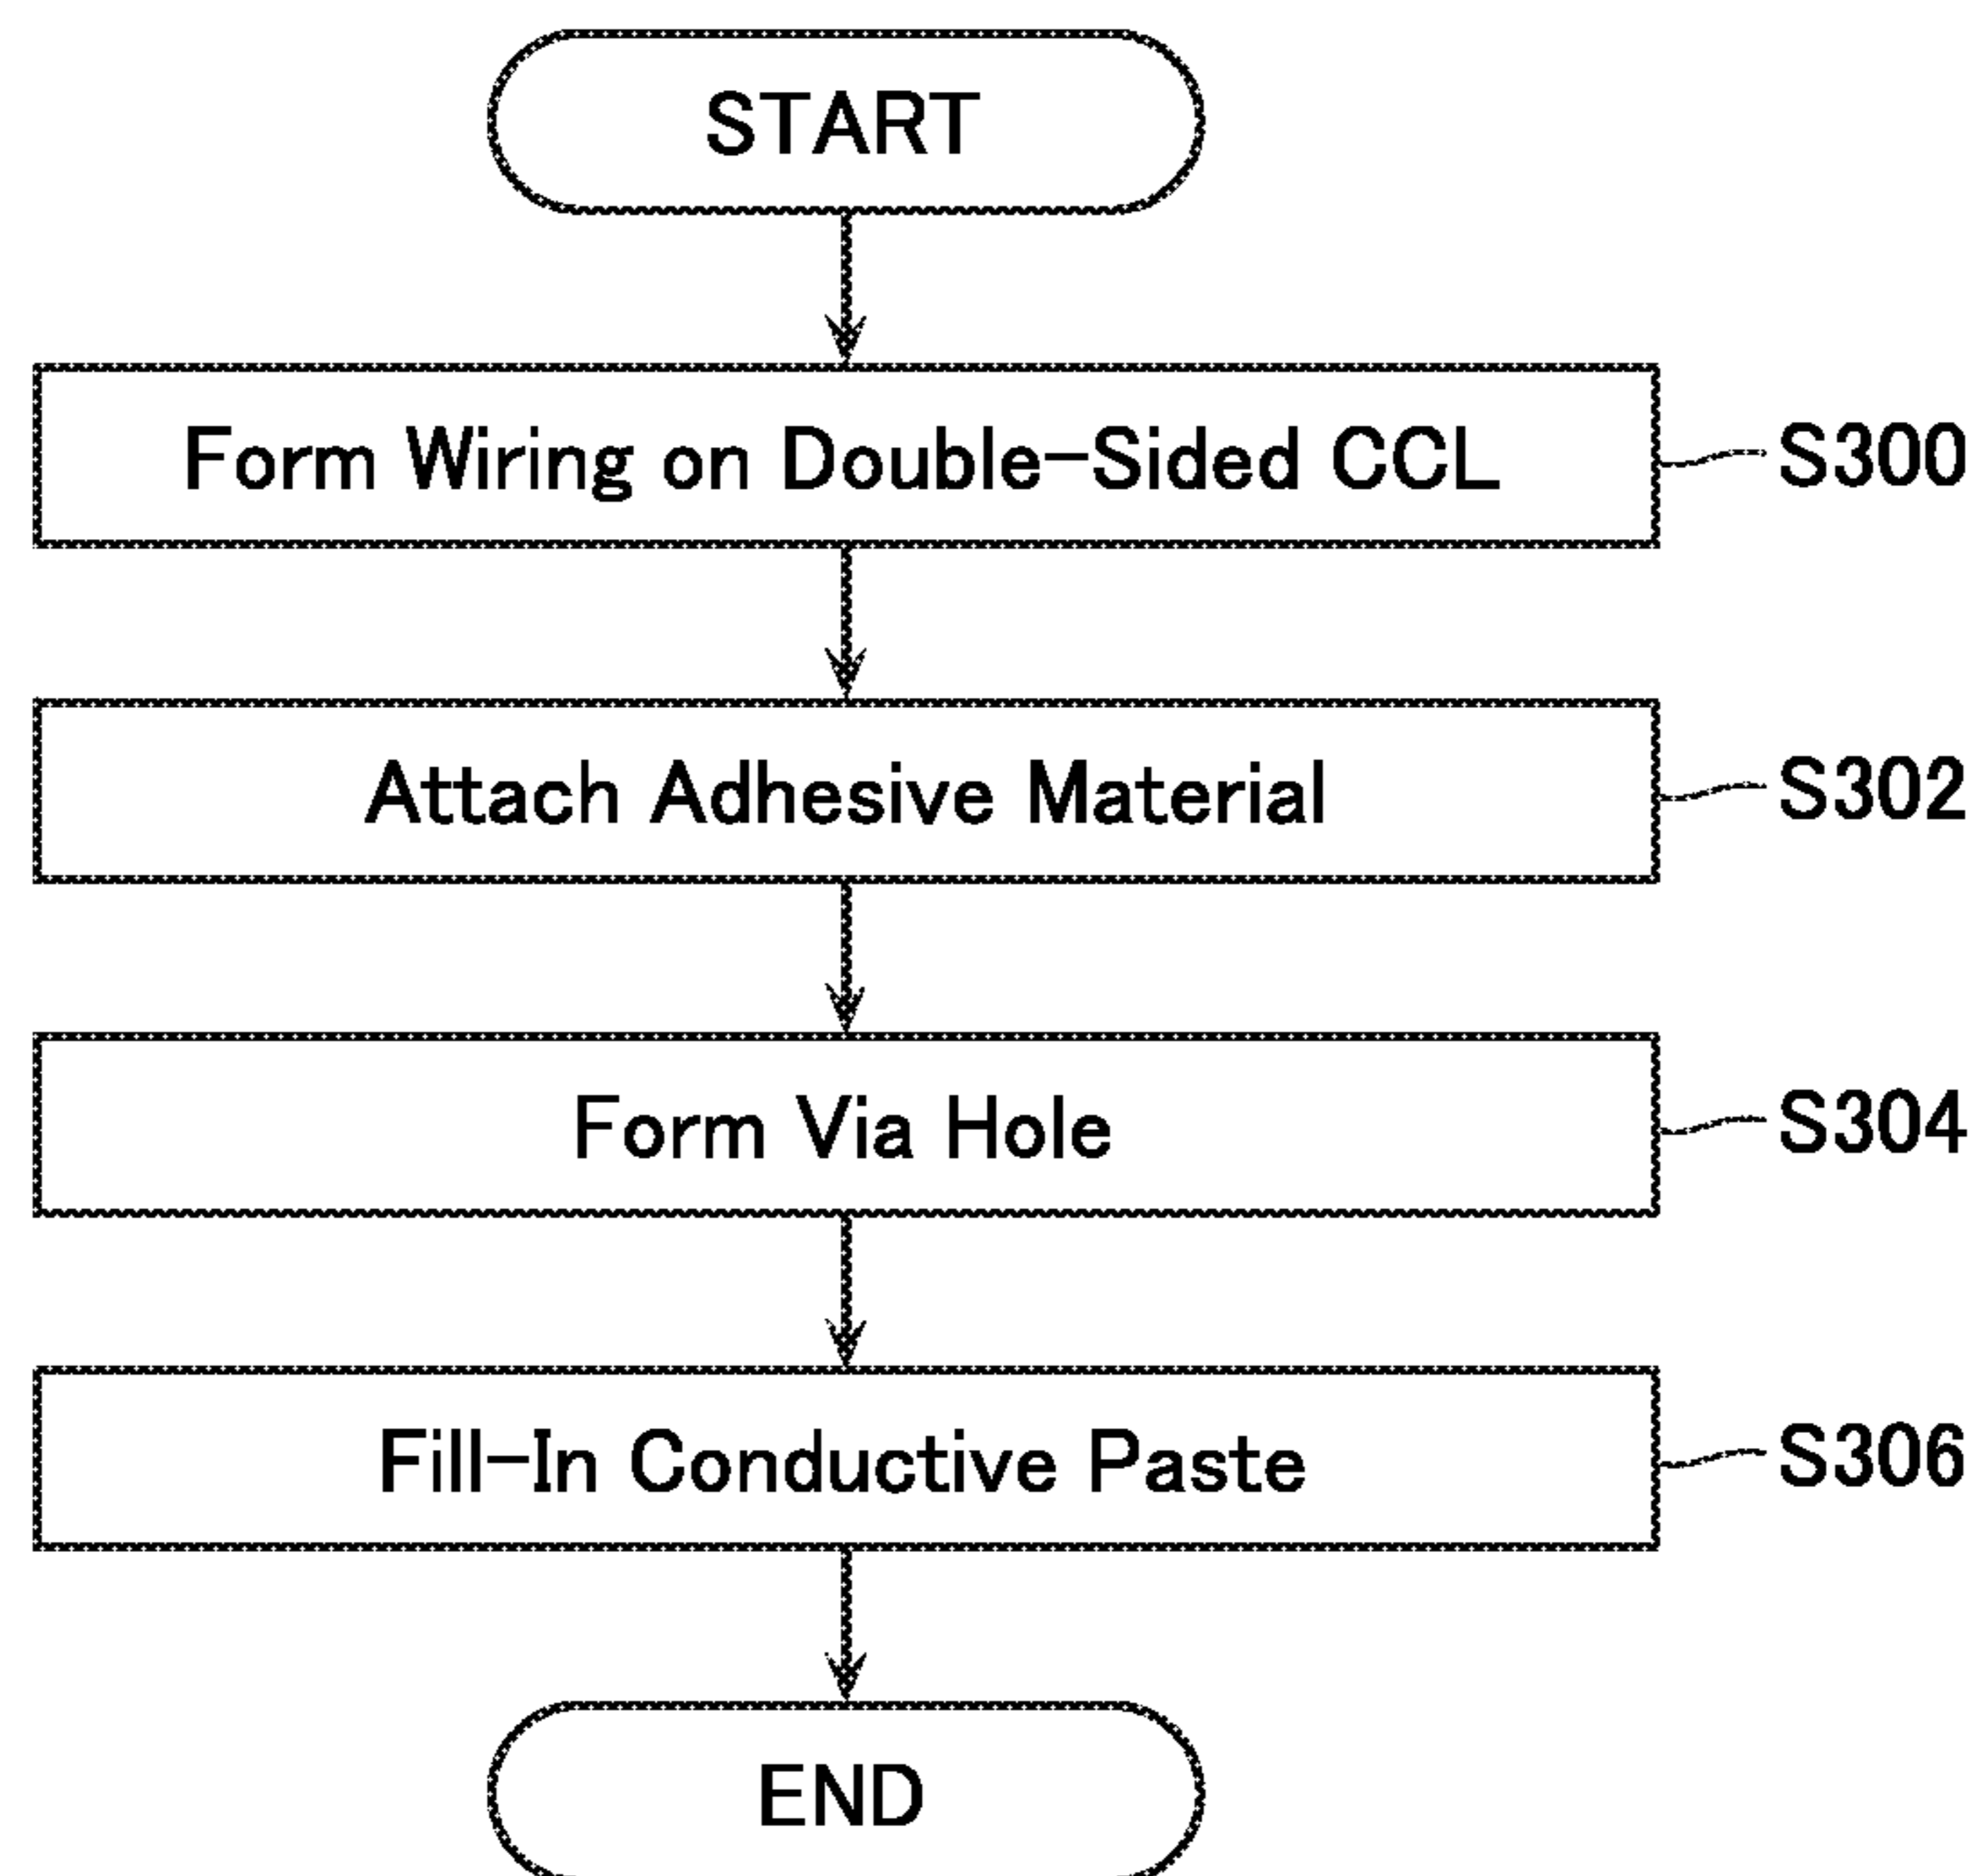 START
Form Wiring on Double-Sided CCL
S300
Attach Adhesive Material
S302
Form Via Hole
S304
Fill-In Conductive Paste
S306
END